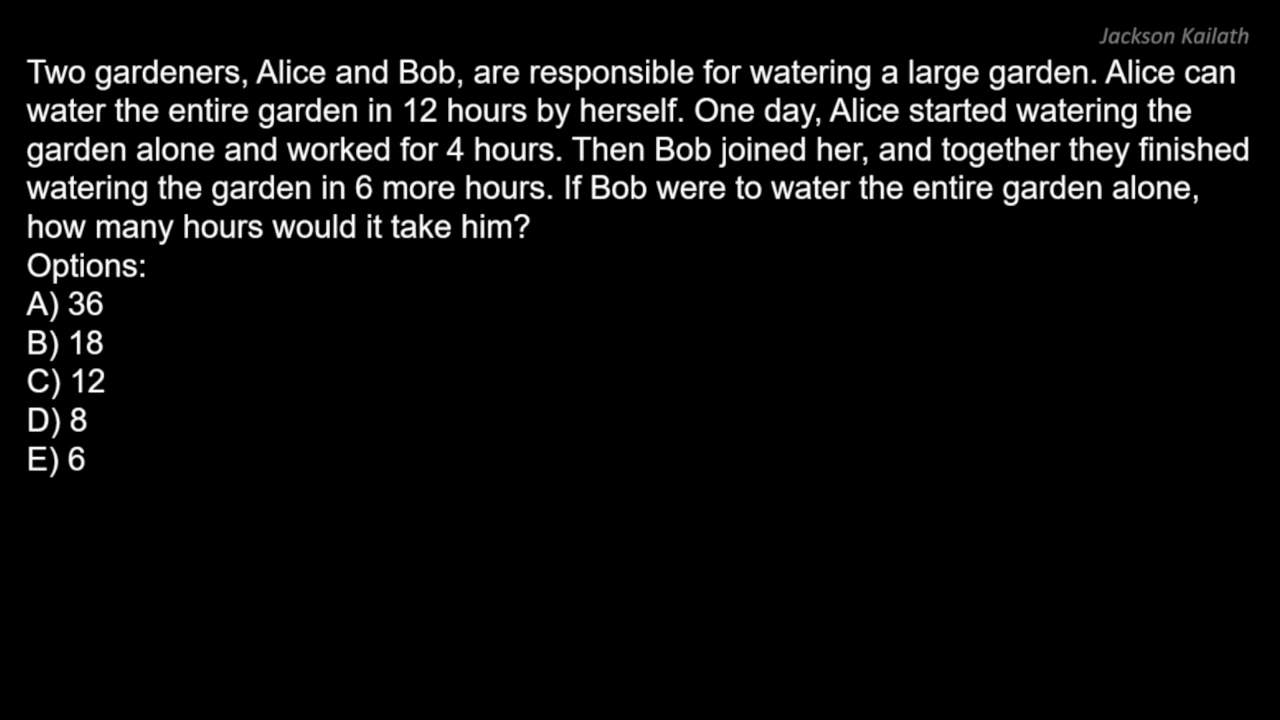 Jackson Kailath
Two gardeners, Alice and Bob, are responsible for watering a large garden. Alice can
water the entire garden in 12 hours by herself. One day, Alice started watering the
garden alone and worked for 4 hours. Then Bob joined her, and together they finished
watering the garden in 6 more hours. If Bob were to water the entire garden alone,
how many hours would it take him?
Options:
A) 36
B) 18
C) 12
D) 8
E) 6